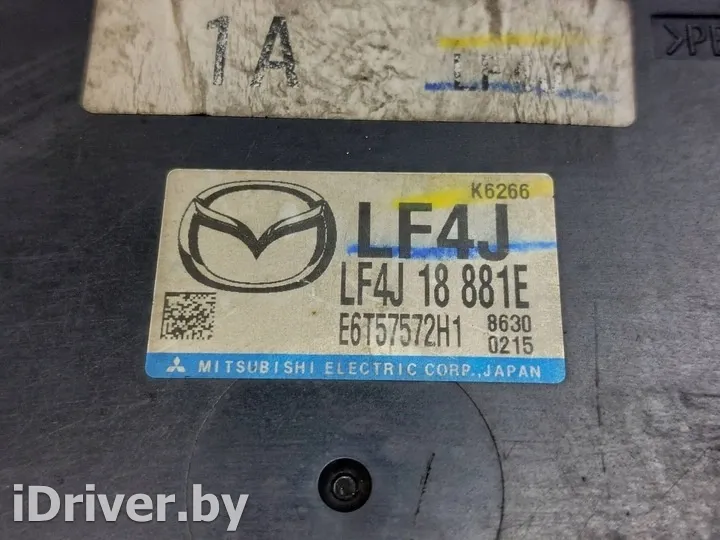 1A
LF4J
K6266
LF4J
LF4J 18 881E
E6T57572H1 8630
0215
MITSUBISHI ELECTRIC CORP., JAPAN
iDriver.by